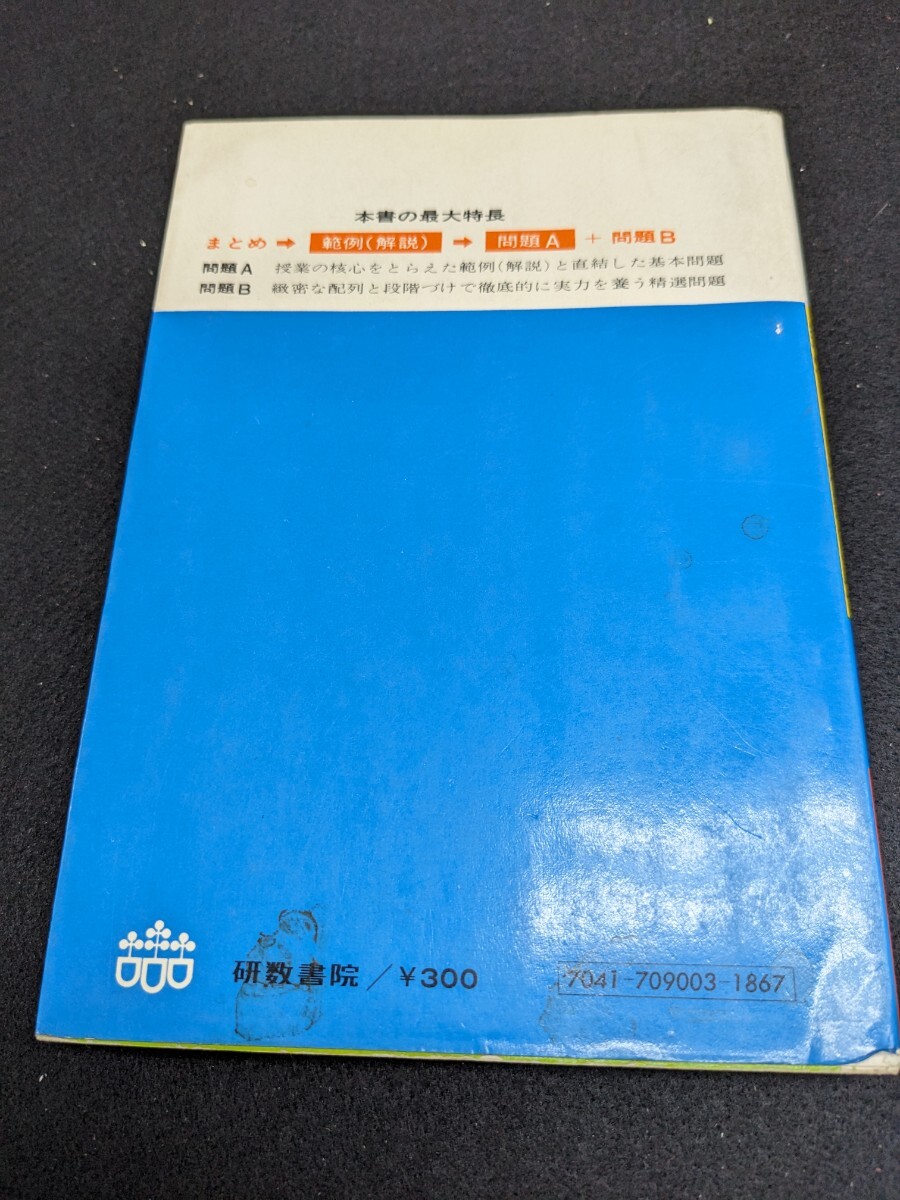 本書の最大特長
まとめ ➡ 範例(解説) ➡ 問題A + 問題B
問題A 授業の核心をとらえた範例(解説)と直結した基本問題
問題B 緻密な配列と段階づけで徹底的に実力を養う精選問題
研数書院/¥300
7041-709003-1867